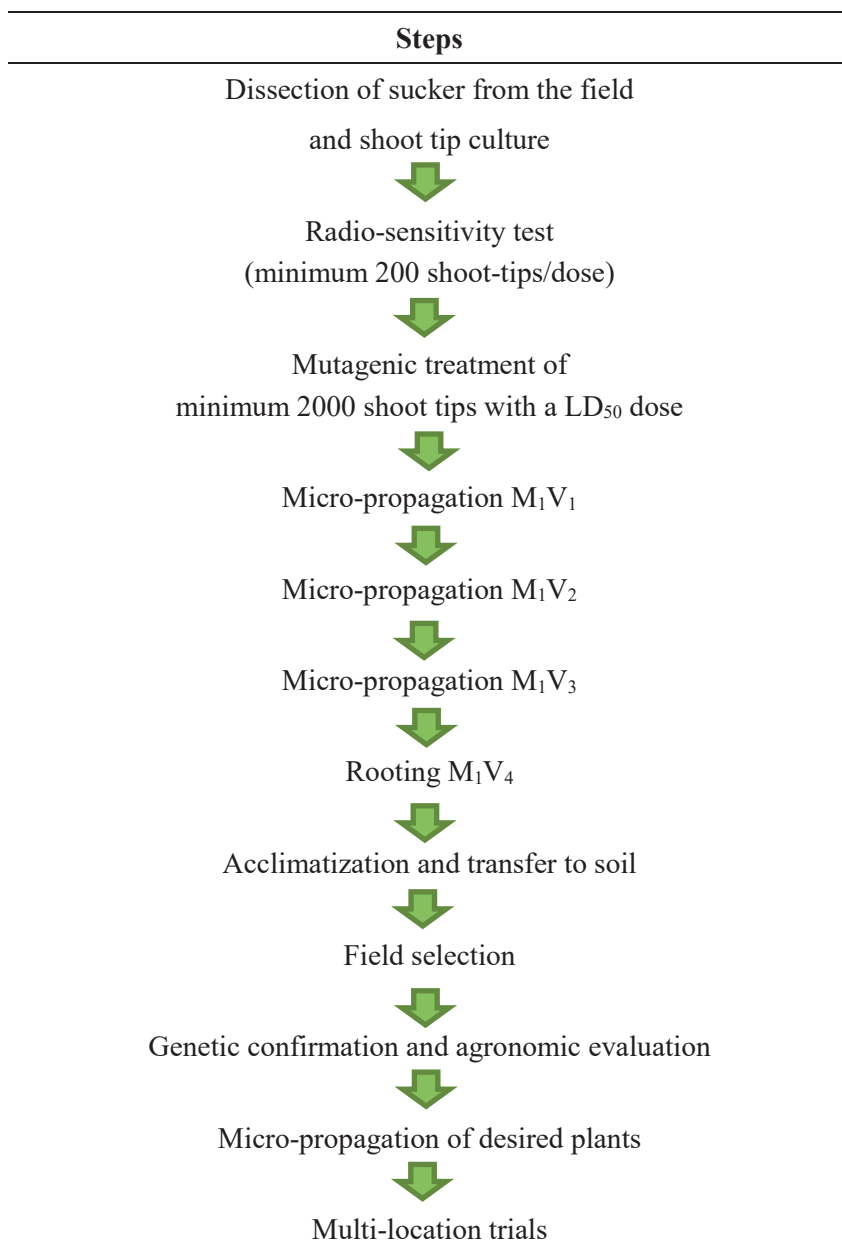 Steps
Dissection of sucker from the field
and shoot tip culture
Radio-sensitivity test
(minimum 200 shoot-tips/dose)
Mutagenic treatment of
minimum 2000 shoot tips with a LD₅₀ dose
Micro-propagation M₁V₁
Micro-propagation M₁V₂
Micro-propagation M₁V₃
Rooting M₁V₄
Acclimatization and transfer to soil
Field selection
Genetic confirmation and agronomic evaluation
Micro-propagation of desired plants
Multi-location trials